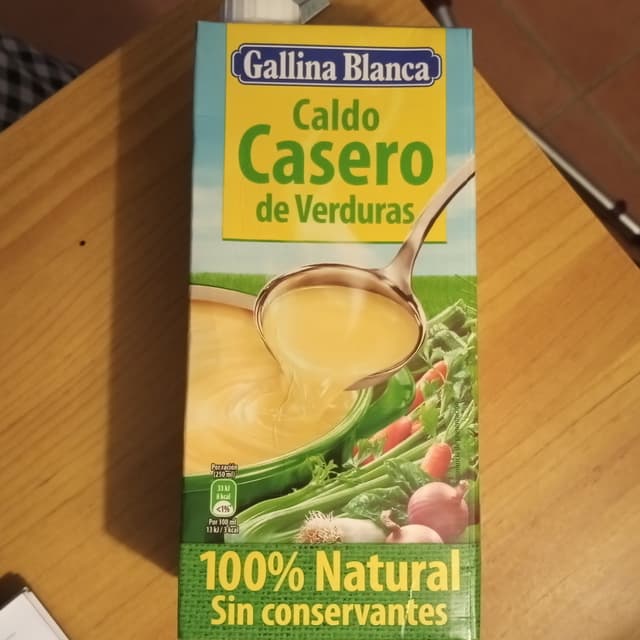 Gallina Blanca
Caldo
Casero
de Verduras
Por ración
(250 ml)
33 kJ
8 kcal
<1%
Por 100 ml
13 kJ / 3 kcal
100% Natural
Sin conservantes